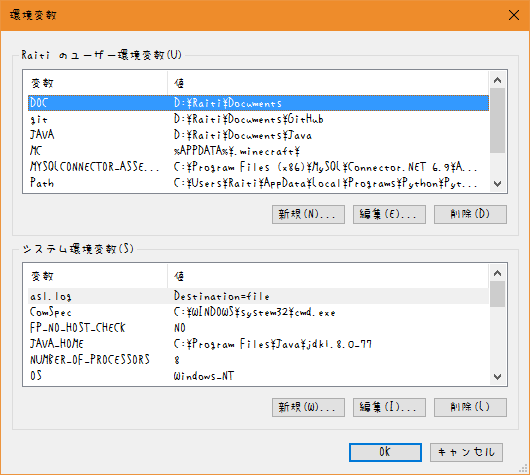 環境変数
Raiti のユーザー環境変数(U)
変数 値
DOC D:¥Raiti¥Documents
git D:¥Raiti¥Documents¥GitHub
JAVA D:¥Raiti¥Documents¥Java
MC %APPDATA%¥.minecraft¥
MYSQLCONNECTOR_ASSE... C:¥Program Files (x86)¥MySQL¥Connector.NET 6.9¥A...
Path C:¥Users¥Raiti¥AppData¥Local¥Programs¥Python¥Pyt...
新規(N)... 編集(E)... 削除(D)
システム環境変数(S)
変数 値
asl.log Destination=file
ComSpec C:¥WINDOWS¥system32¥cmd.exe
FP_NO_HOST_CHECK NO
JAVA_HOME C:¥Program Files¥Java¥jdk1.8.0_77
NUMBER_OF_PROCESSORS 8
OS Windows_NT
新規(W)... 編集(I)... 削除(L)
OK キャンセル